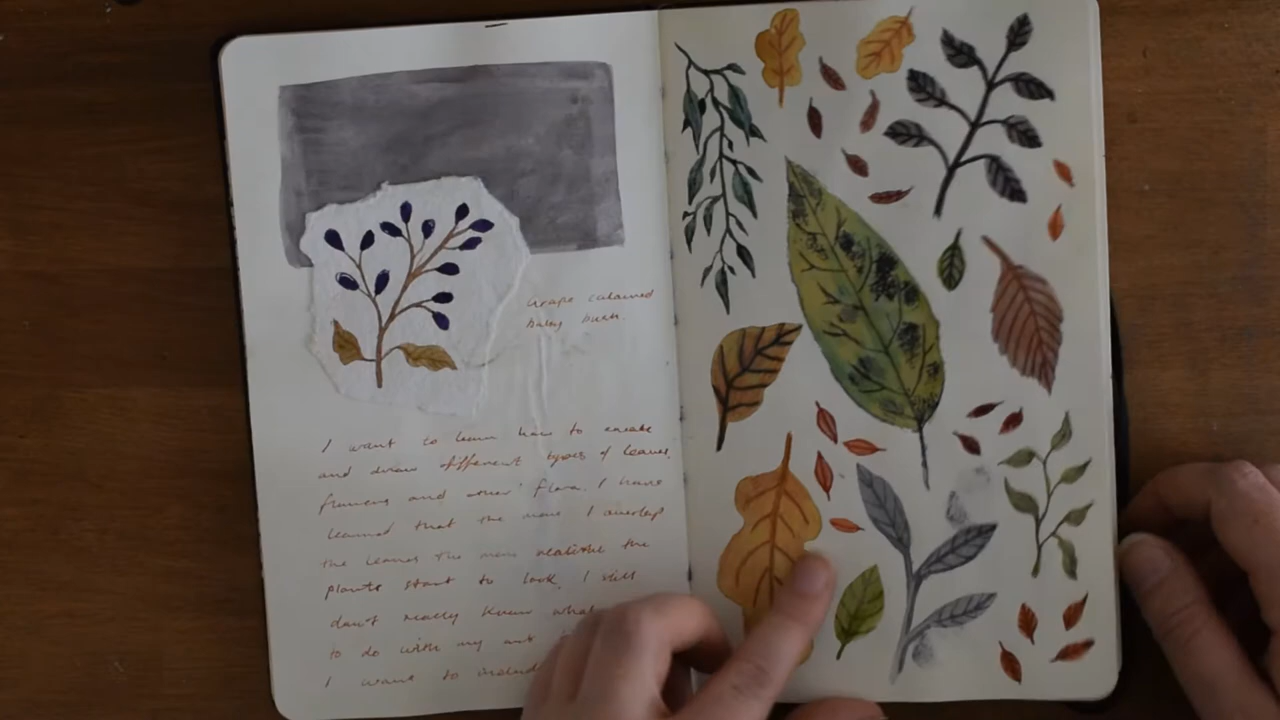 Grape coloured
baby bush.
I want to learn how to create
and draw different types of leaves,
flowers and other flora. I have
learned that the more I overlap
the leaves the more realistic the
plants start to look. I still
don't really know what
to do with my art
I want to include